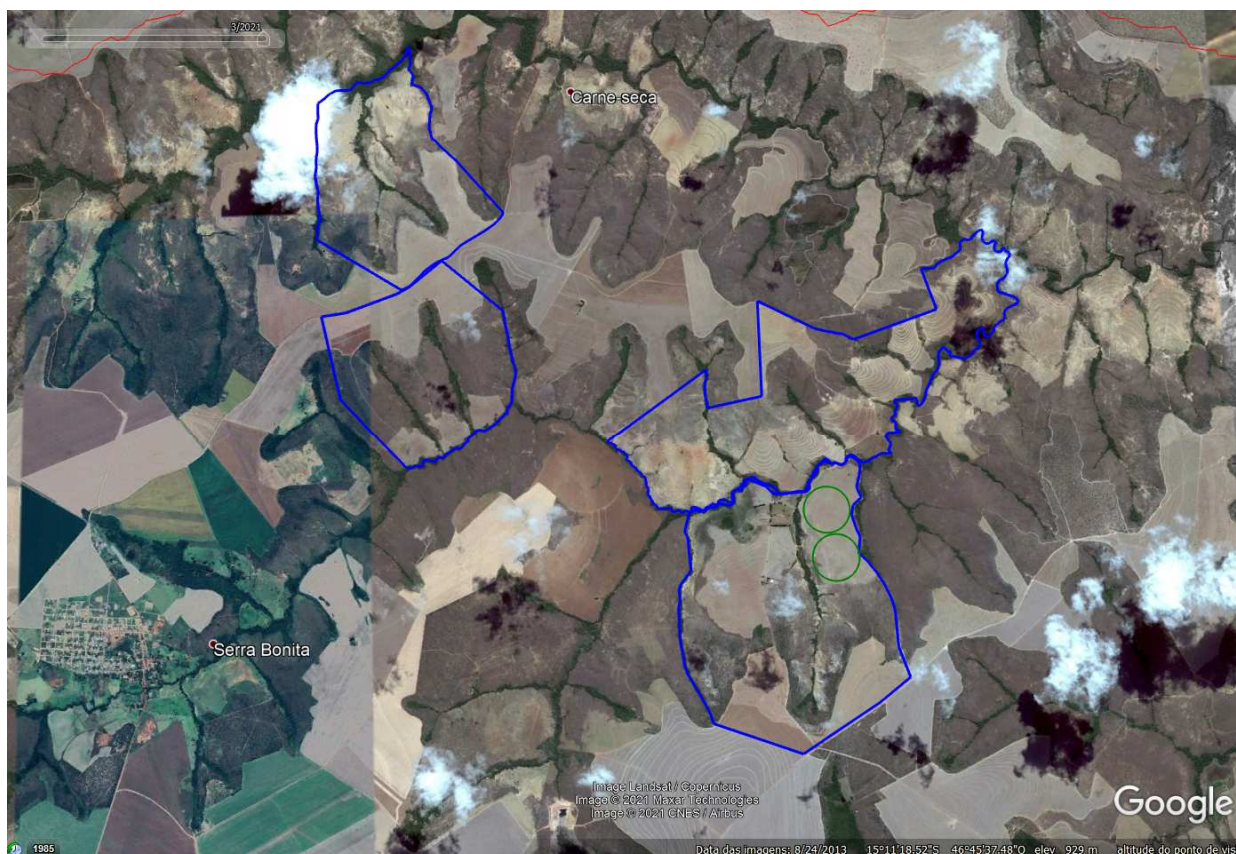 3/2021
Carne-seca
Serra Bonita
Image Landsat / Copernicus
Image © 2021 Maxar Technologies
Image © 2021 CNES / Airbus
Google
1985
Data das imagens: 8/24/2013 15°11'18.52"S 46°45'37.48"O elev 929 m altitude do ponto de vis